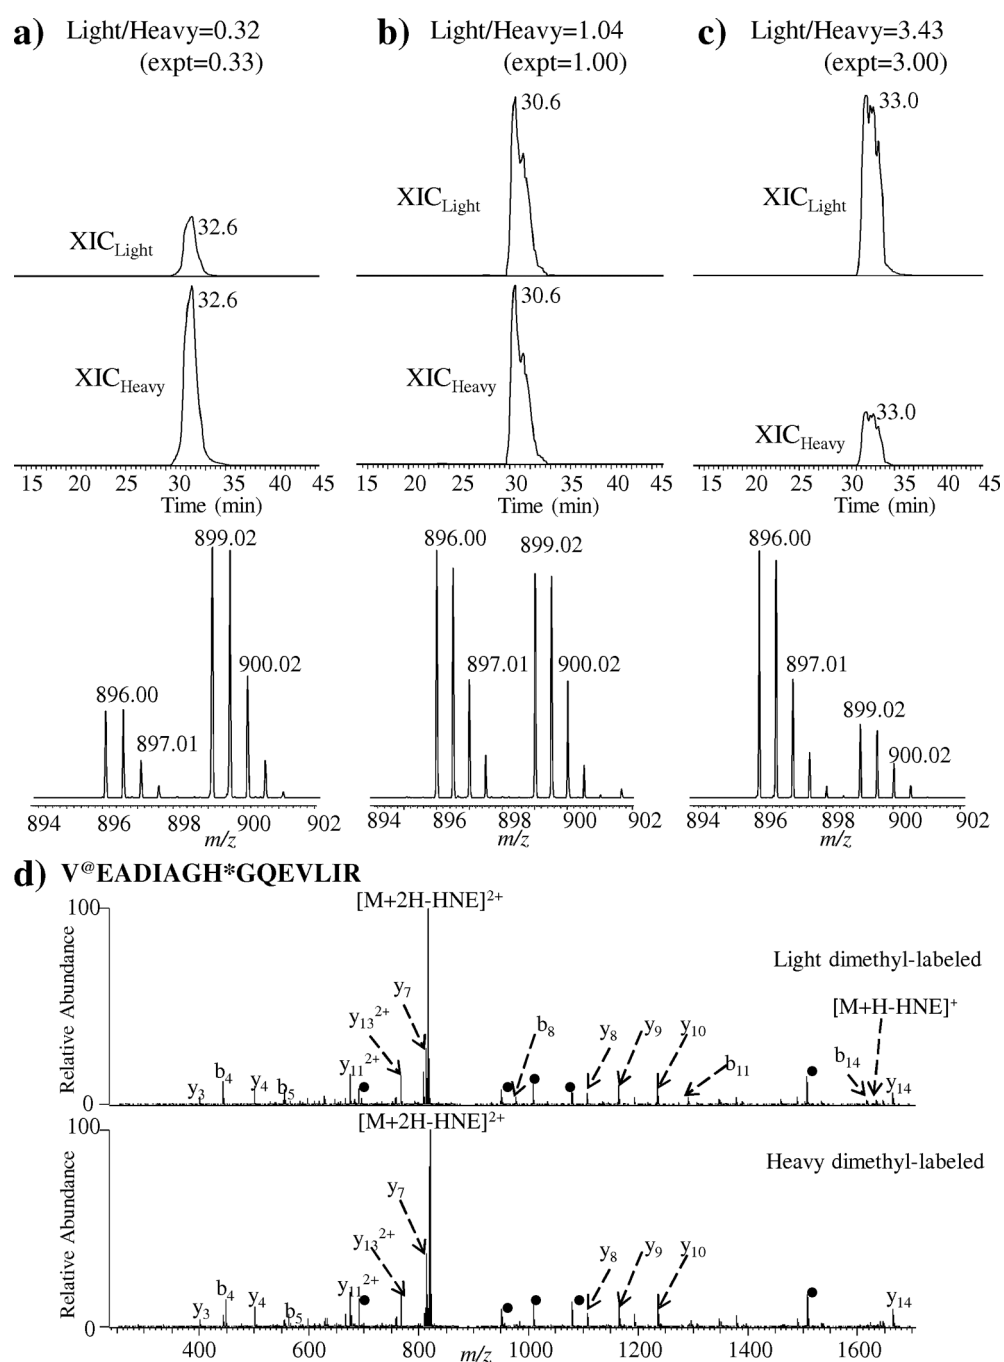 a) Light/Heavy=0.32
(expt=0.33)
b) Light/Heavy=1.04
(expt=1.00)
c) Light/Heavy=3.43
(expt=3.00)
30.6
33.0
XIC_Light
32.6
XIC_Light
XIC_Light
32.6
30.6
XIC_Heavy
XIC_Heavy
33.0
XIC_Heavy
15 20 25 30 35 40 45
Time (min)
15 20 25 30 35 40 45
Time (min)
15 20 25 30 35 40 45
Time (min)
899.02
896.00
897.01
900.02
894 896 898 900 902
m/z
896.00
899.02
897.01
900.02
894 896 898 900 902
m/z
896.00
897.01
899.02
900.02
894 896 898 900 902
m/z
d) V@EADIAGH*GQEVLIR
[M+2H-HNE]²⁺
100
Relative Abundance
0
Light dimethyl-labeled
[M+H-HNE]⁺
y₃
b₄
y₄
b₅
y₁₁²⁺
y₁₃²⁺
y₇
b₈
y₈
y₉
y₁₀
b₁₁
b₁₄
y₁₄
[M+2H-HNE]²⁺
100
Relative Abundance
0
Heavy dimethyl-labeled
y₃
b₄
y₄
b₅
y₁₁²⁺
y₁₃²⁺
y₇
y₈
y₉
y₁₀
y₁₄
400 600 800 1000 1200 1400 1600
m/z